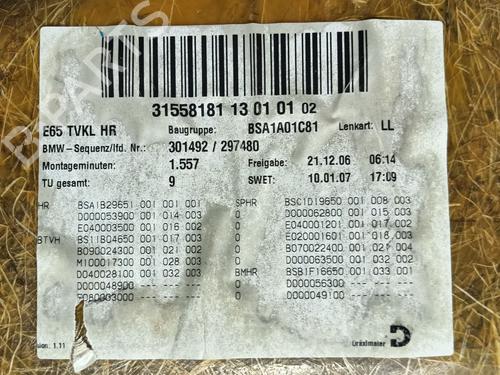 31558181 13 01 01 02
E65 TVKL HR Baugruppe: BSA1A01C81 Lenkart: LL
BMW-Sequenz/lfd. Nr.: 301492 / 297480
Montageminuten: 1.557 Freigabe: 21.12.06 06:14
TU gesamt: 9 SWET: 10.01.07 17:09
HR BSA1B29651 001 001 001 SPHR BSC1D19650 001 008 003
D000053900 001 014 003 0 D000062800 001 015 003
E040003500 001 016 002 0 E040001201 001 017 002
BTVH BS11B04650 001 017 003 0 E020001601 001 018 003
B090024300 001 021 002 0 B070022400 001 021 004
M100017300 001 028 003 0 D000063500 001 032 002
D040028100 001 032 003 BMHR BSB1F16650 001 033 001
D000048900 --- --- --- 0 D000056300 --- --- ---
F080003000 --- --- --- 0 D000049100 --- --- ---
sion: 1.11 Dräxlmaier
B-PARTS